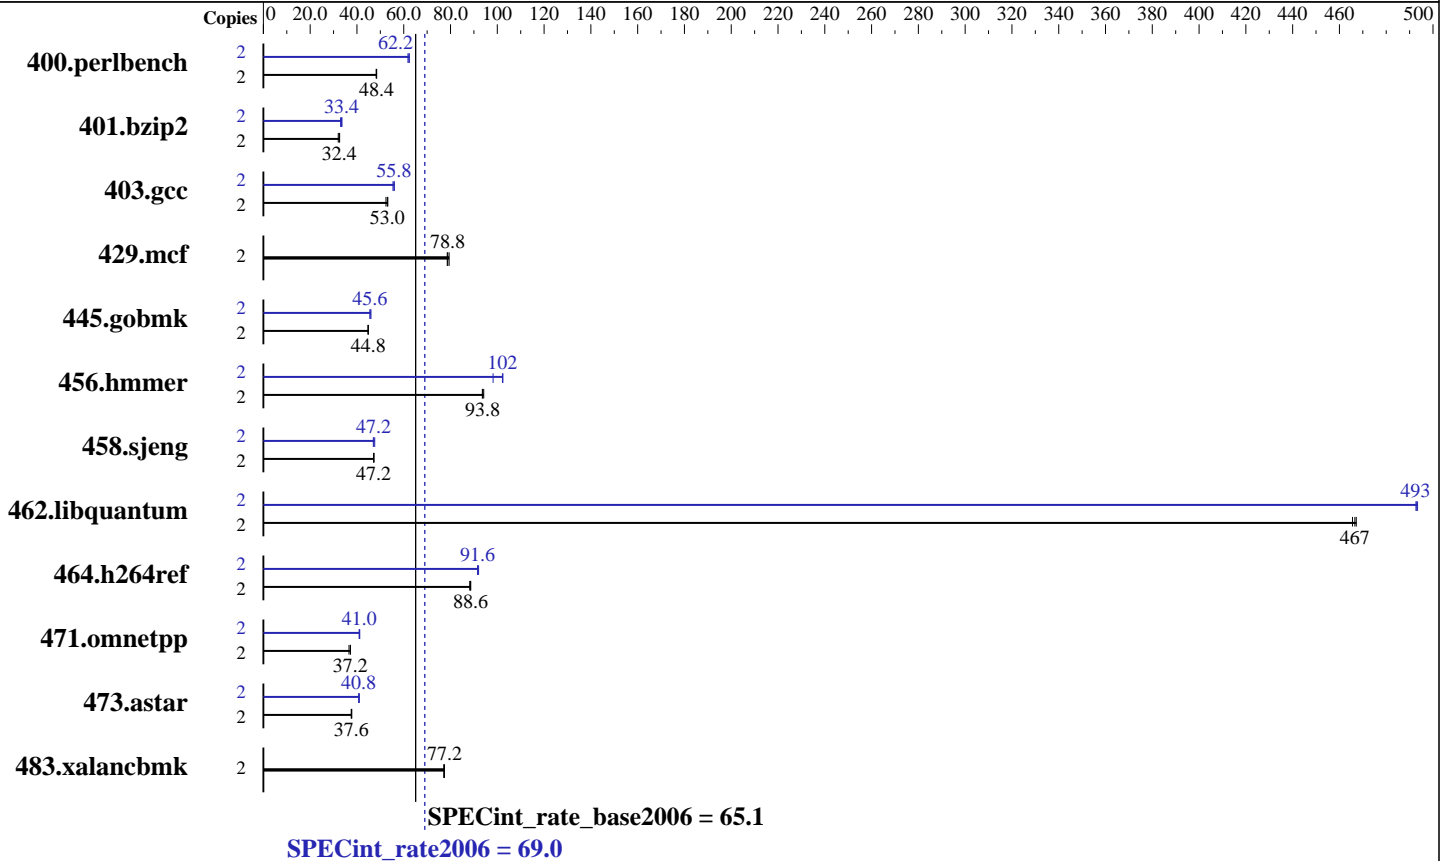 Copies 0 20.0 40.0 60.0 80.0 100 120 140 160 180 200 220 240 260 280 300 320 340 360 380 400 420 440 460 500
400.perlbench 2 62.2
2 48.4
401.bzip2 2 33.4
2 32.4
403.gcc 2 55.8
2 53.0
429.mcf 2 78.8
445.gobmk 2 45.6
2 44.8
456.hmmer 2 102
2 93.8
458.sjeng 2 47.2
2 47.2
462.libquantum 2 493
2 467
464.h264ref 2 91.6
2 88.6
471.omnetpp 2 41.0
2 37.2
473.astar 2 40.8
2 37.6
483.xalancbmk 2 77.2
SPECint_rate_base2006 = 65.1
SPECint_rate2006 = 69.0